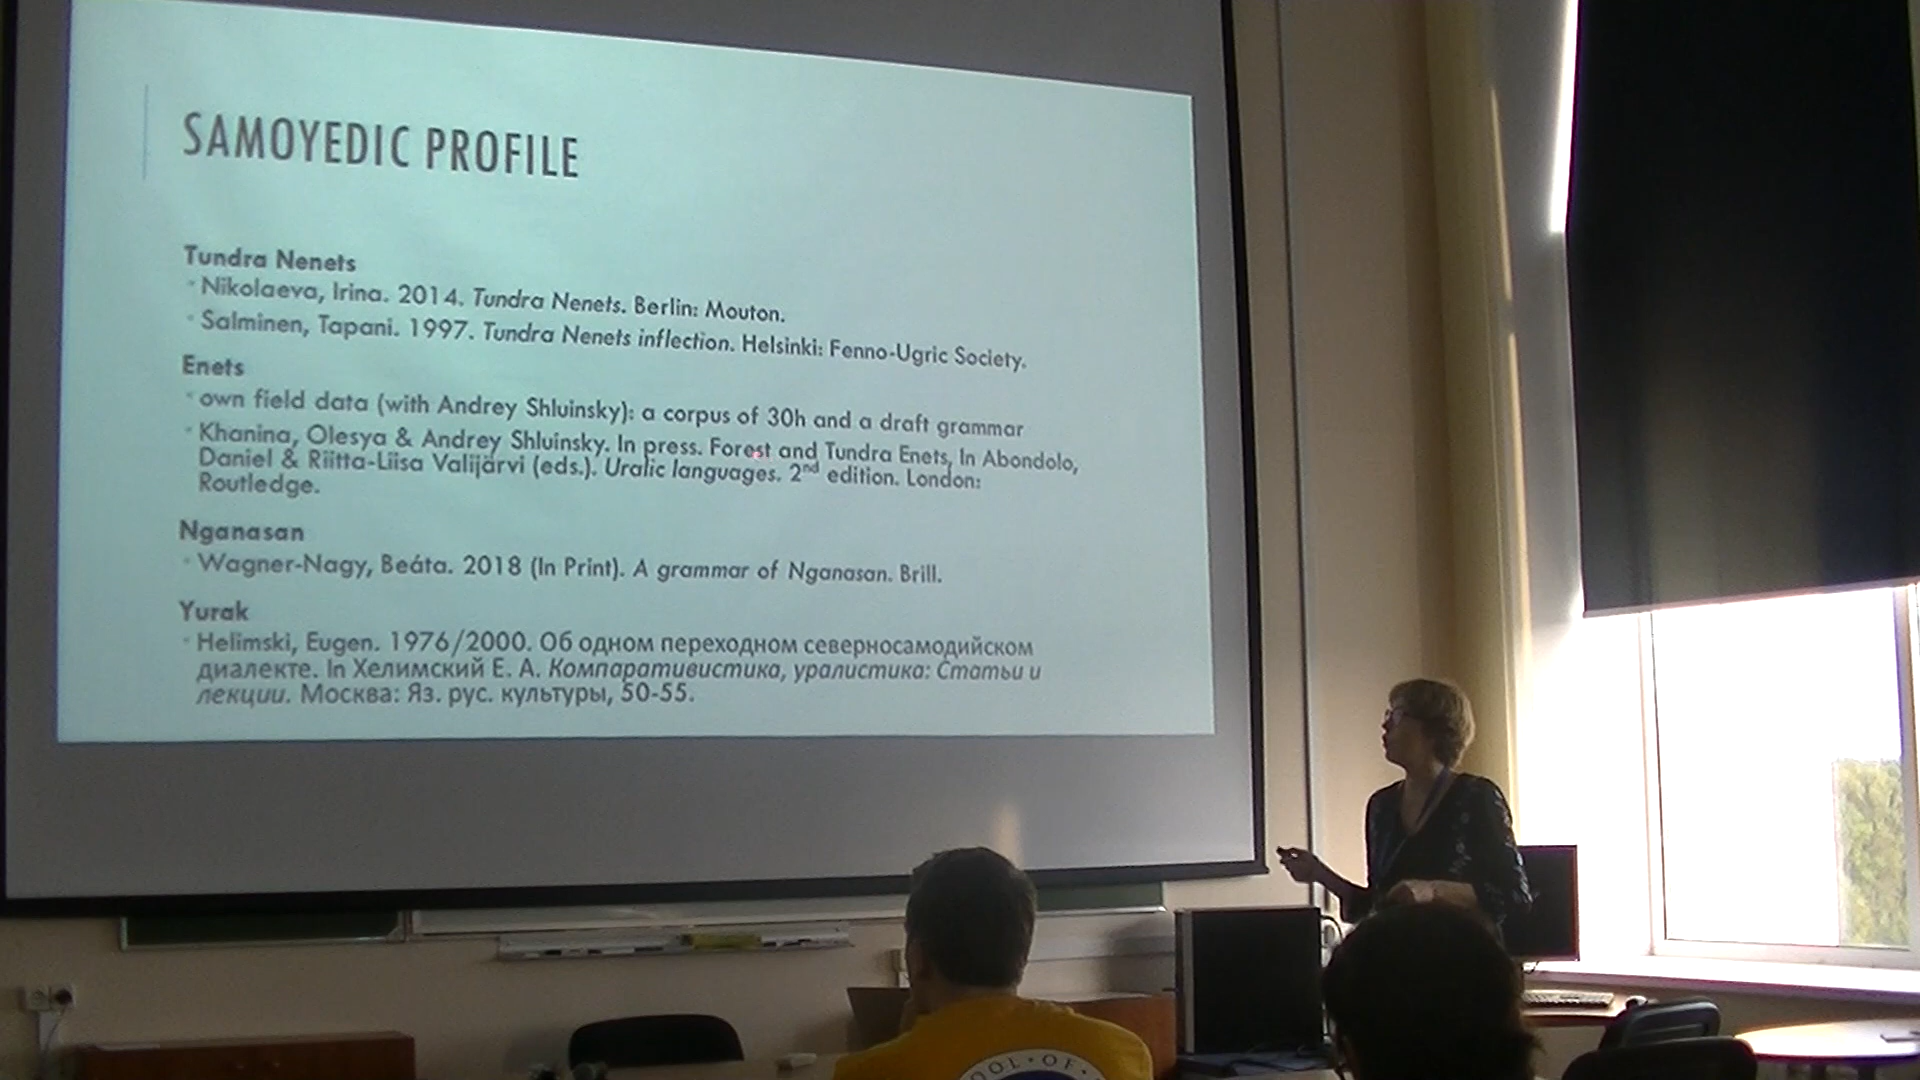 SAMOYEDIC PROFILE
Tundra Nenets
Nikolaeva, Irina. 2014. Tundra Nenets. Berlin: Mouton.
Salminen, Tapani. 1997. Tundra Nenets inflection. Helsinki: Fenno-Ugric Society.
Enets
own field data (with Andrey Shluinsky): a corpus of 30h and a draft grammar
Khanina, Olesya & Andrey Shluinsky. In press. Forest and Tundra Enets, In Abondolo,
Daniel & Riitta-Liisa Valijärvi (eds.). Uralic languages. 2nd edition. London:
Routledge.
Nganasan
Wagner-Nagy, Beáta. 2018 (In Print). A grammar of Nganasan. Brill.
Yurak
Helimski, Eugen. 1976/2000. Об одном переходном северносамодийском
диалекте. In Хелимский Е. А. Компаративистика, уралистика: Статьи и
лекции. Москва: Яз. рус. культуры, 50-55.
OF